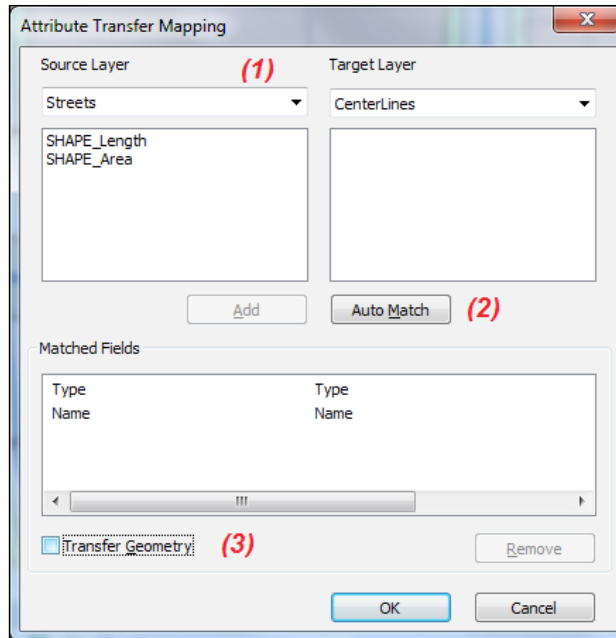 Attribute Transfer Mapping
Source Layer (1) Target Layer
Streets CenterLines
SHAPE_Length
SHAPE_Area
Add Auto Match (2)
Matched Fields
Type Type
Name Name
Transfer Geometry (3) Remove
OK Cancel